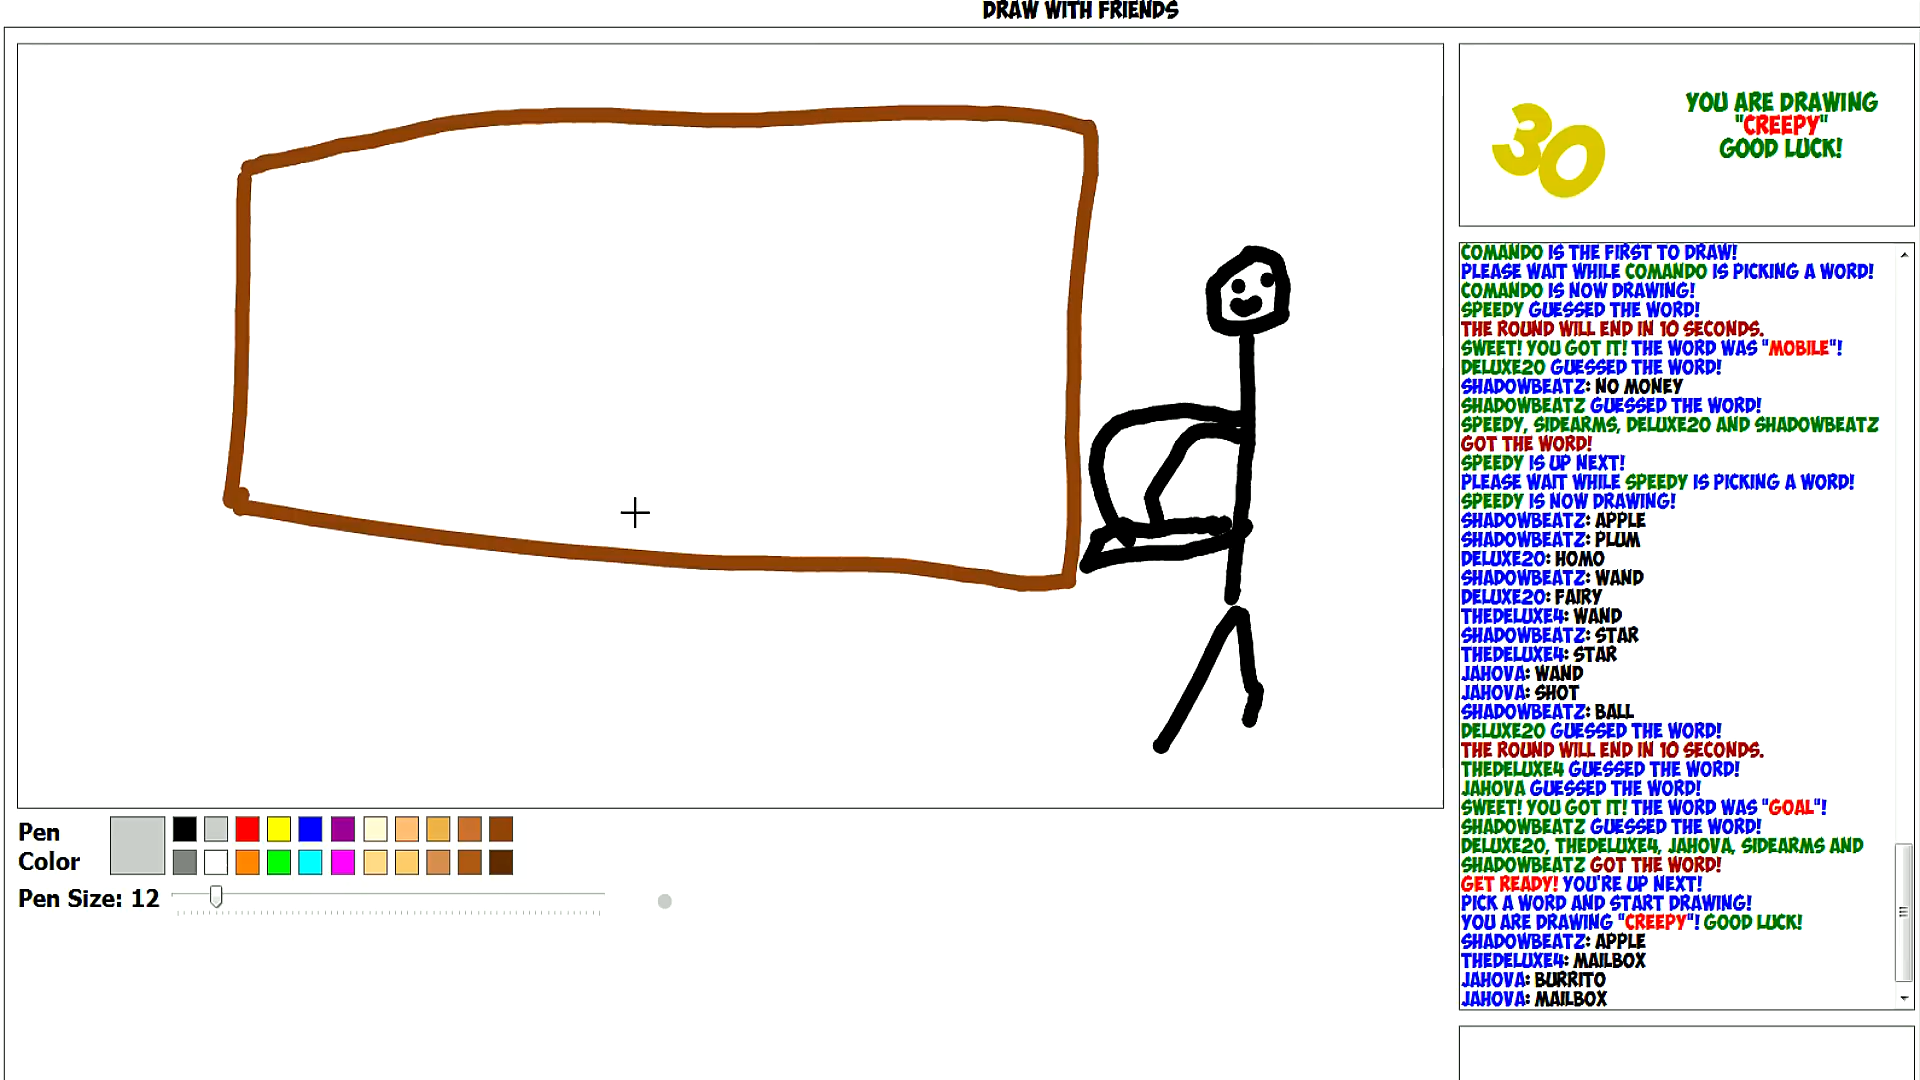 DRAW WITH FRIENDS
30
YOU ARE DRAWING
"CREEPY"
GOOD LUCK!
COMANDO IS THE FIRST TO DRAW!
PLEASE WAIT WHILE COMANDO IS PICKING A WORD!
COMANDO IS NOW DRAWING!
SPEEDY GUESSED THE WORD!
THE ROUND WILL END IN 10 SECONDS.
SWEET! YOU GOT IT! THE WORD WAS "MOBILE"!
DELUXE20 GUESSED THE WORD!
SHADOWBEATZ: NO MONEY
SHADOWBEATZ GUESSED THE WORD!
SPEEDY, SIDEARMS, DELUXE20 AND SHADOWBEATZ
GOT THE WORD!
SPEEDY IS UP NEXT!
PLEASE WAIT WHILE SPEEDY IS PICKING A WORD!
SPEEDY IS NOW DRAWING!
SHADOWBEATZ: APPLE
SHADOWBEATZ: PLUM
DELUXE20: HOMO
SHADOWBEATZ: WAND
DELUXE20: FAIRY
THEDELUXE4: WAND
SHADOWBEATZ: STAR
THEDELUXE4: STAR
JAHOVA: WAND
JAHOVA: SHOT
SHADOWBEATZ: BALL
DELUXE20 GUESSED THE WORD!
THE ROUND WILL END IN 10 SECONDS.
THEDELUXE4 GUESSED THE WORD!
JAHOVA GUESSED THE WORD!
SWEET! YOU GOT IT! THE WORD WAS "GOAL"!
SHADOWBEATZ GUESSED THE WORD!
DELUXE20, THEDELUXE4, JAHOVA, SIDEARMS AND
SHADOWBEATZ GOT THE WORD!
GET READY! YOU'RE UP NEXT!
PICK A WORD AND START DRAWING!
YOU ARE DRAWING "CREEPY"! GOOD LUCK!
SHADOWBEATZ: APPLE
THEDELUXE4: MAILBOX
JAHOVA: BURRITO
JAHOVA: MAILBOX
Pen
Color
Pen Size: 12